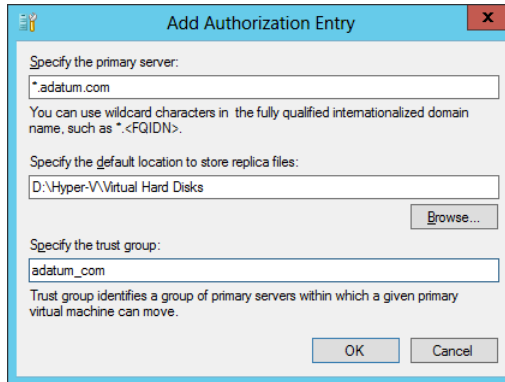 Add Authorization Entry
x
Specify the primary server:
*.adatum.com
You can use wildcard characters in the fully qualified internationalized domain
name, such as *.<FQIDN>.
Specify the default location to store replica files:
D:\Hyper-V\Virtual Hard Disks
Browse...
Specify the trust group:
adatum_com
Trust group identifies a group of primary servers within which a given primary
virtual machine can move.
OK
Cancel